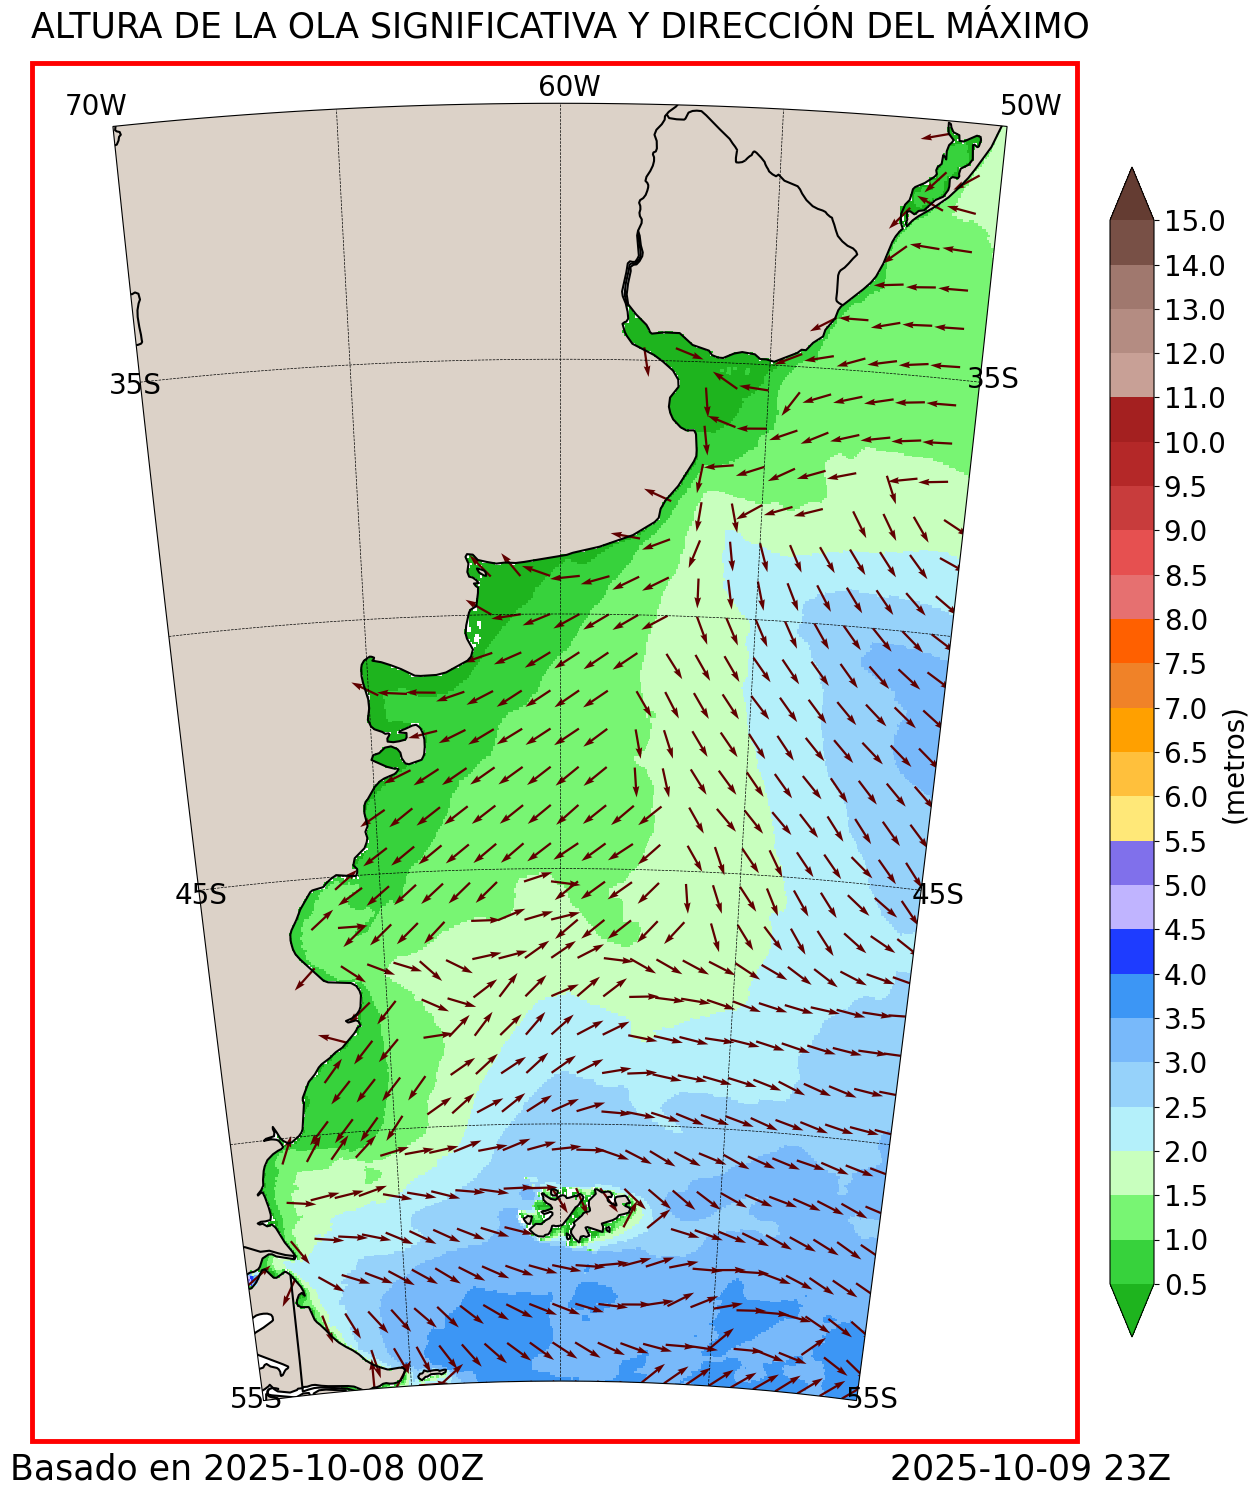 ALTURA DE LA OLA SIGNIFICATIVA Y DIRECCIÓN DEL MÁXIMO
70W
60W
50W
35S
35S
45S
45S
55S
55S
15.0
14.0
13.0
12.0
11.0
10.0
9.5
9.0
8.5
8.0
7.5
7.0
6.5
6.0
5.5
5.0
4.5
4.0
3.5
3.0
2.5
2.0
1.5
1.0
0.5
(metros)
Basado en 2025-10-08 00Z
2025-10-09 23Z